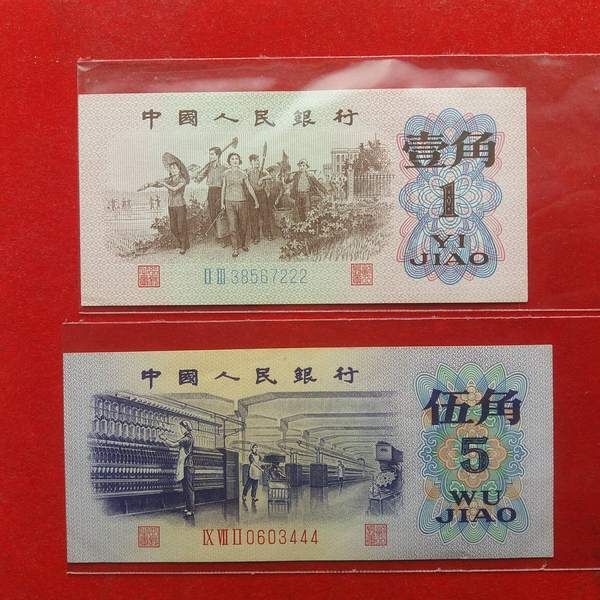 中國人民銀行
壹角
1
YI
JIAO
II III 38567222
中國人民銀行
伍角
5
WU
JIAO
IX VII II 0603444